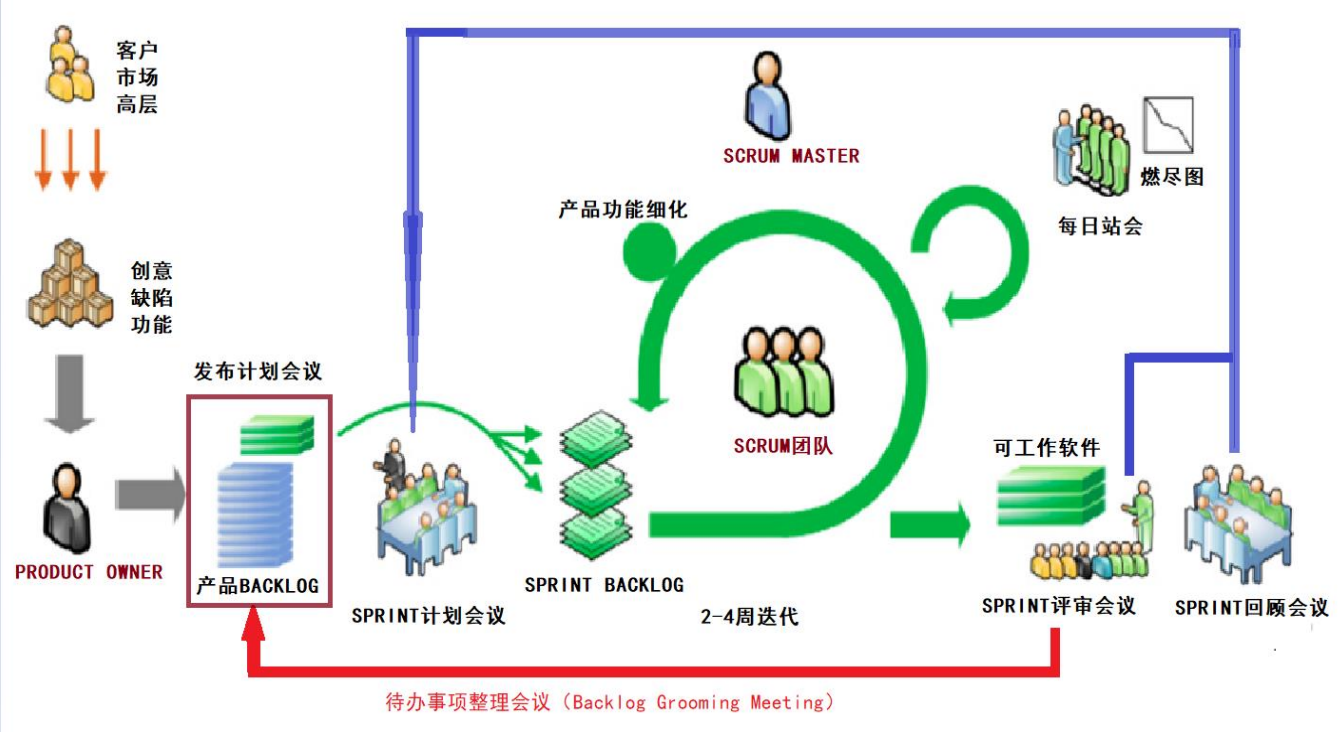 客户
市场
高层
SCRUM MASTER
燃尽图
每日站会
产品功能细化
创意
缺陷
功能
发布计划会议
SCRUM团队
可工作软件
PRODUCT OWNER
产品BACKLOG
SPRINT计划会议
SPRINT BACKLOG
2-4周迭代
SPRINT评审会议
SPRINT回顾会议
待办事项整理会议（Backlog Grooming Meeting）